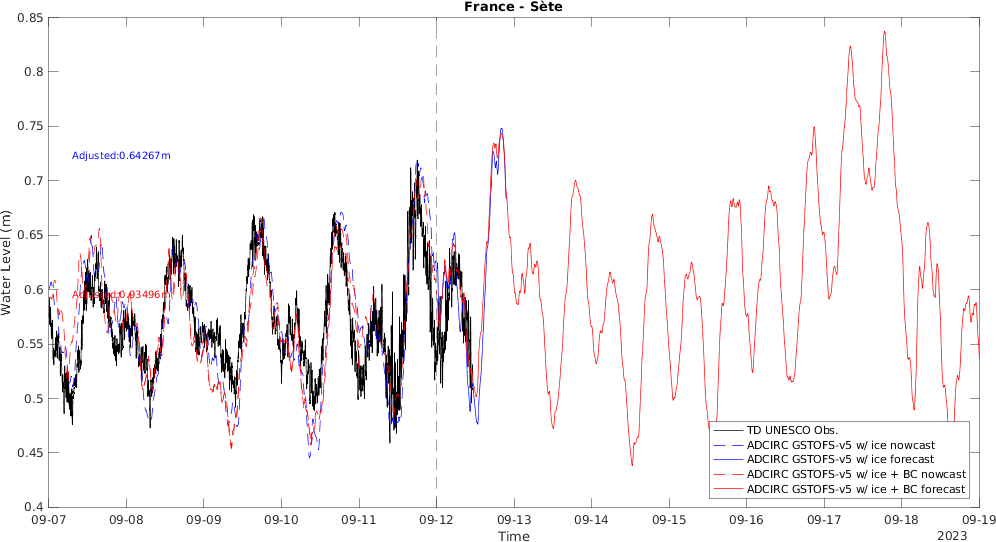 France - Sète
0.85
0.8
0.75
0.7
0.65
0.6
0.55
0.5
0.45
0.4
Water Level (m)
Adjusted:0.64267m
Adjusted:0.93496m
TD UNESCO Obs.
ADCIRC GSTOFS-v5 w/ ice nowcast
ADCIRC GSTOFS-v5 w/ ice forecast
ADCIRC GSTOFS-v5 w/ ice + BC nowcast
ADCIRC GSTOFS-v5 w/ ice + BC forecast
09-07 09-08 09-09 09-10 09-11 09-12 09-13 09-14 09-15 09-16 09-17 09-18 09-19
Time
2023